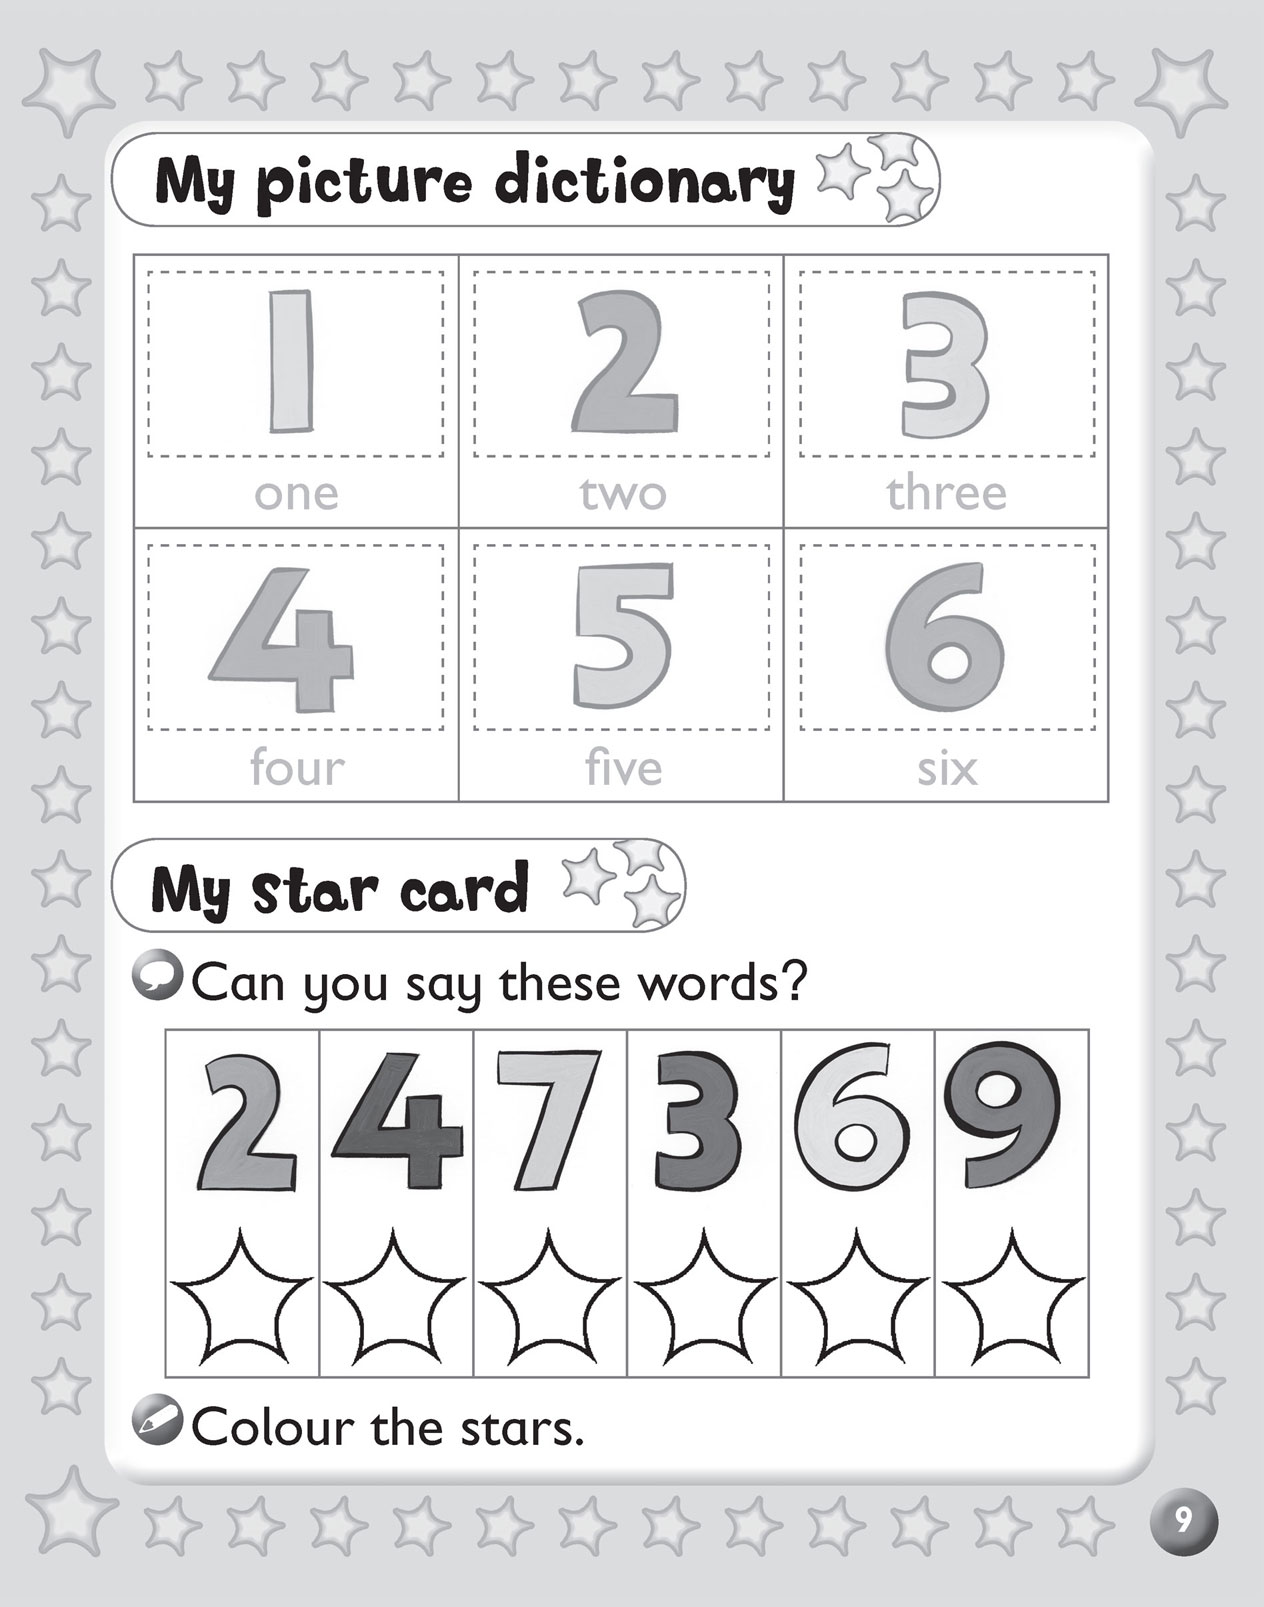 My picture dictionary
1 2 3
one two three
4 5 6
four five six
My star card
Can you say these words?
2 4 7 3 6 9
Colour the stars.
9